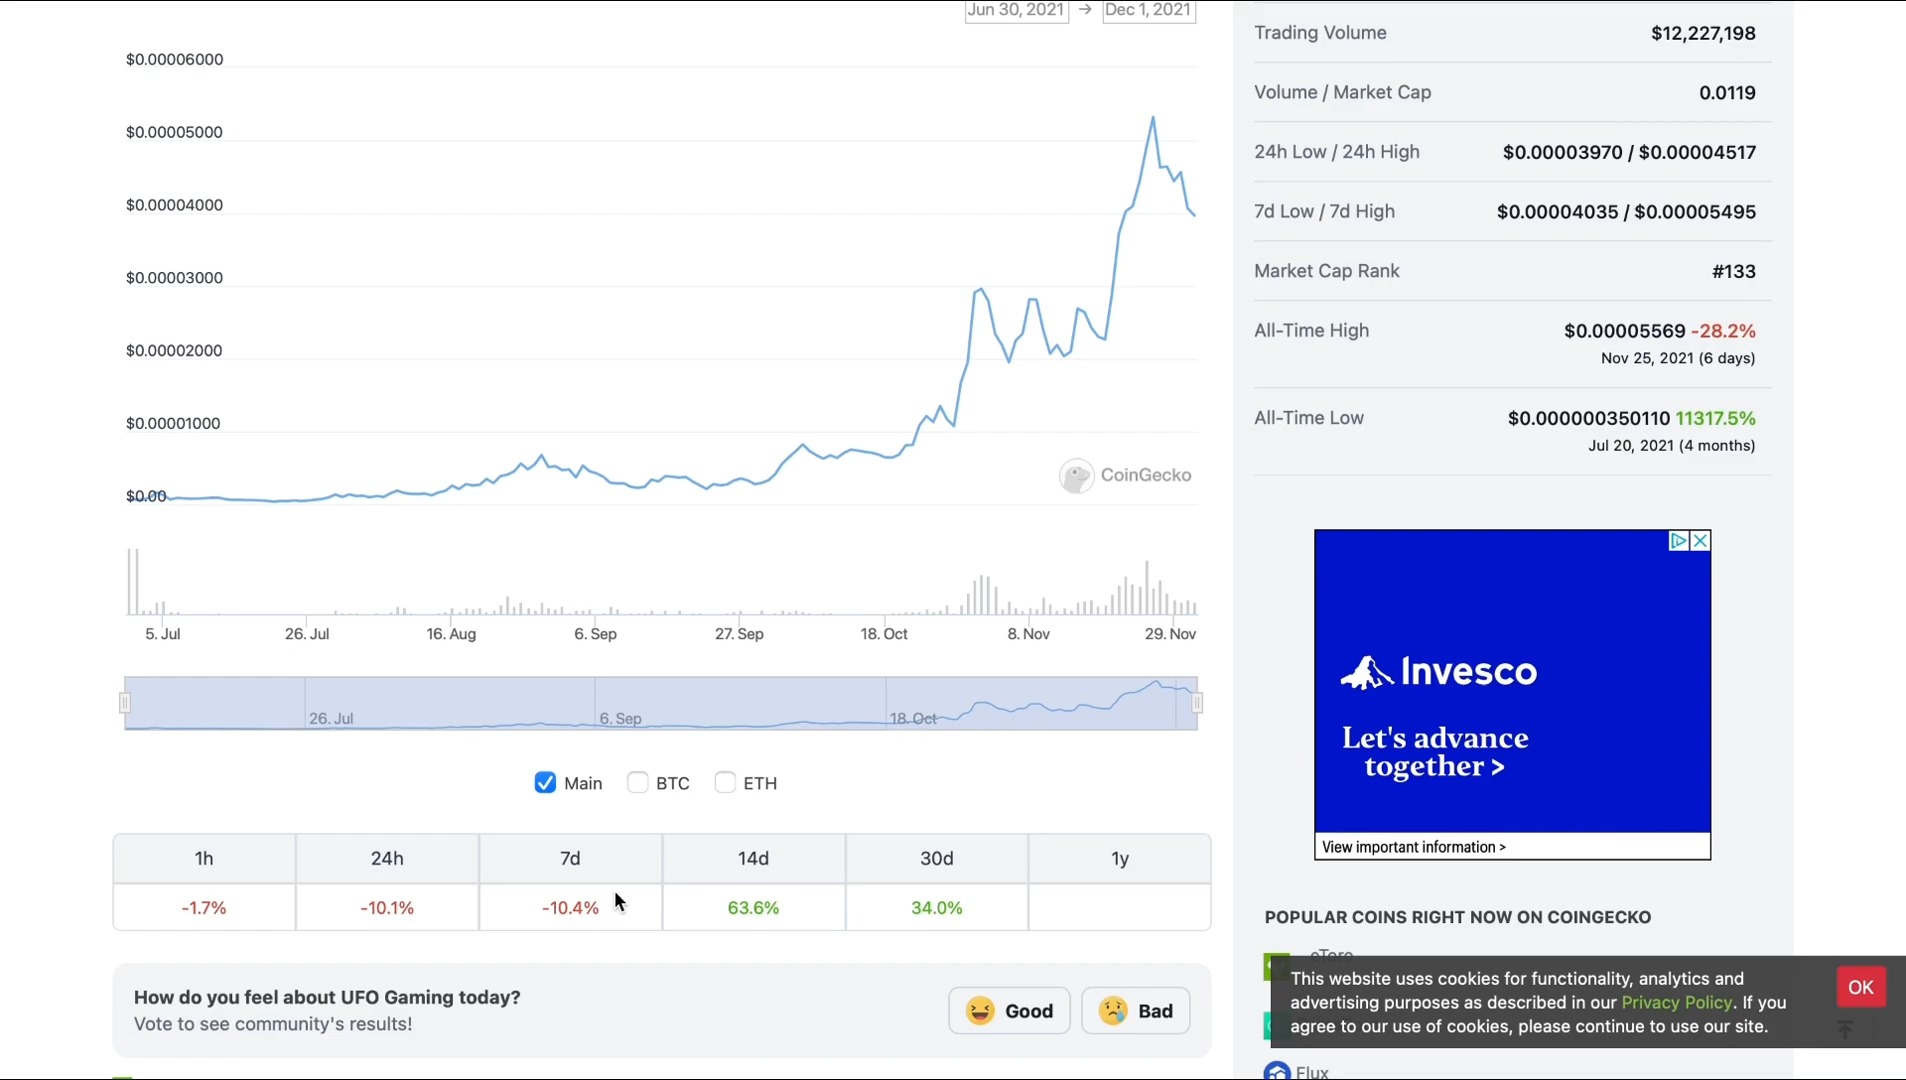 Jun 30, 2021 → Dec 1, 2021
$0.00006000
$0.00005000
$0.00004000
$0.00003000
$0.00002000
$0.00001000
$0.00
CoinGecko
5. Jul 26. Jul 16. Aug 6. Sep 27. Sep 18. Oct 8. Nov 29. Nov
26. Jul 6. Sep 18. Oct
Main BTC ETH
1h 24h 7d 14d 30d 1y
-1.7% -10.1% -10.4% 63.6% 34.0%
How do you feel about UFO Gaming today?
Vote to see community's results!
Good Bad
Trading Volume $12,227,198
Volume / Market Cap 0.0119
24h Low / 24h High $0.00003970 / $0.00004517
7d Low / 7d High $0.00004035 / $0.00005495
Market Cap Rank #133
All-Time High $0.00005569 -28.2%
Nov 25, 2021 (6 days)
All-Time Low $0.000000350110 11317.5%
Jul 20, 2021 (4 months)
Invesco
Let's advance
together >
View important information >
POPULAR COINS RIGHT NOW ON COINGECKO
eToro
This website uses cookies for functionality, analytics and
advertising purposes as described in our Privacy Policy. If you
agree to our use of cookies, please continue to use our site.
OK
Flux